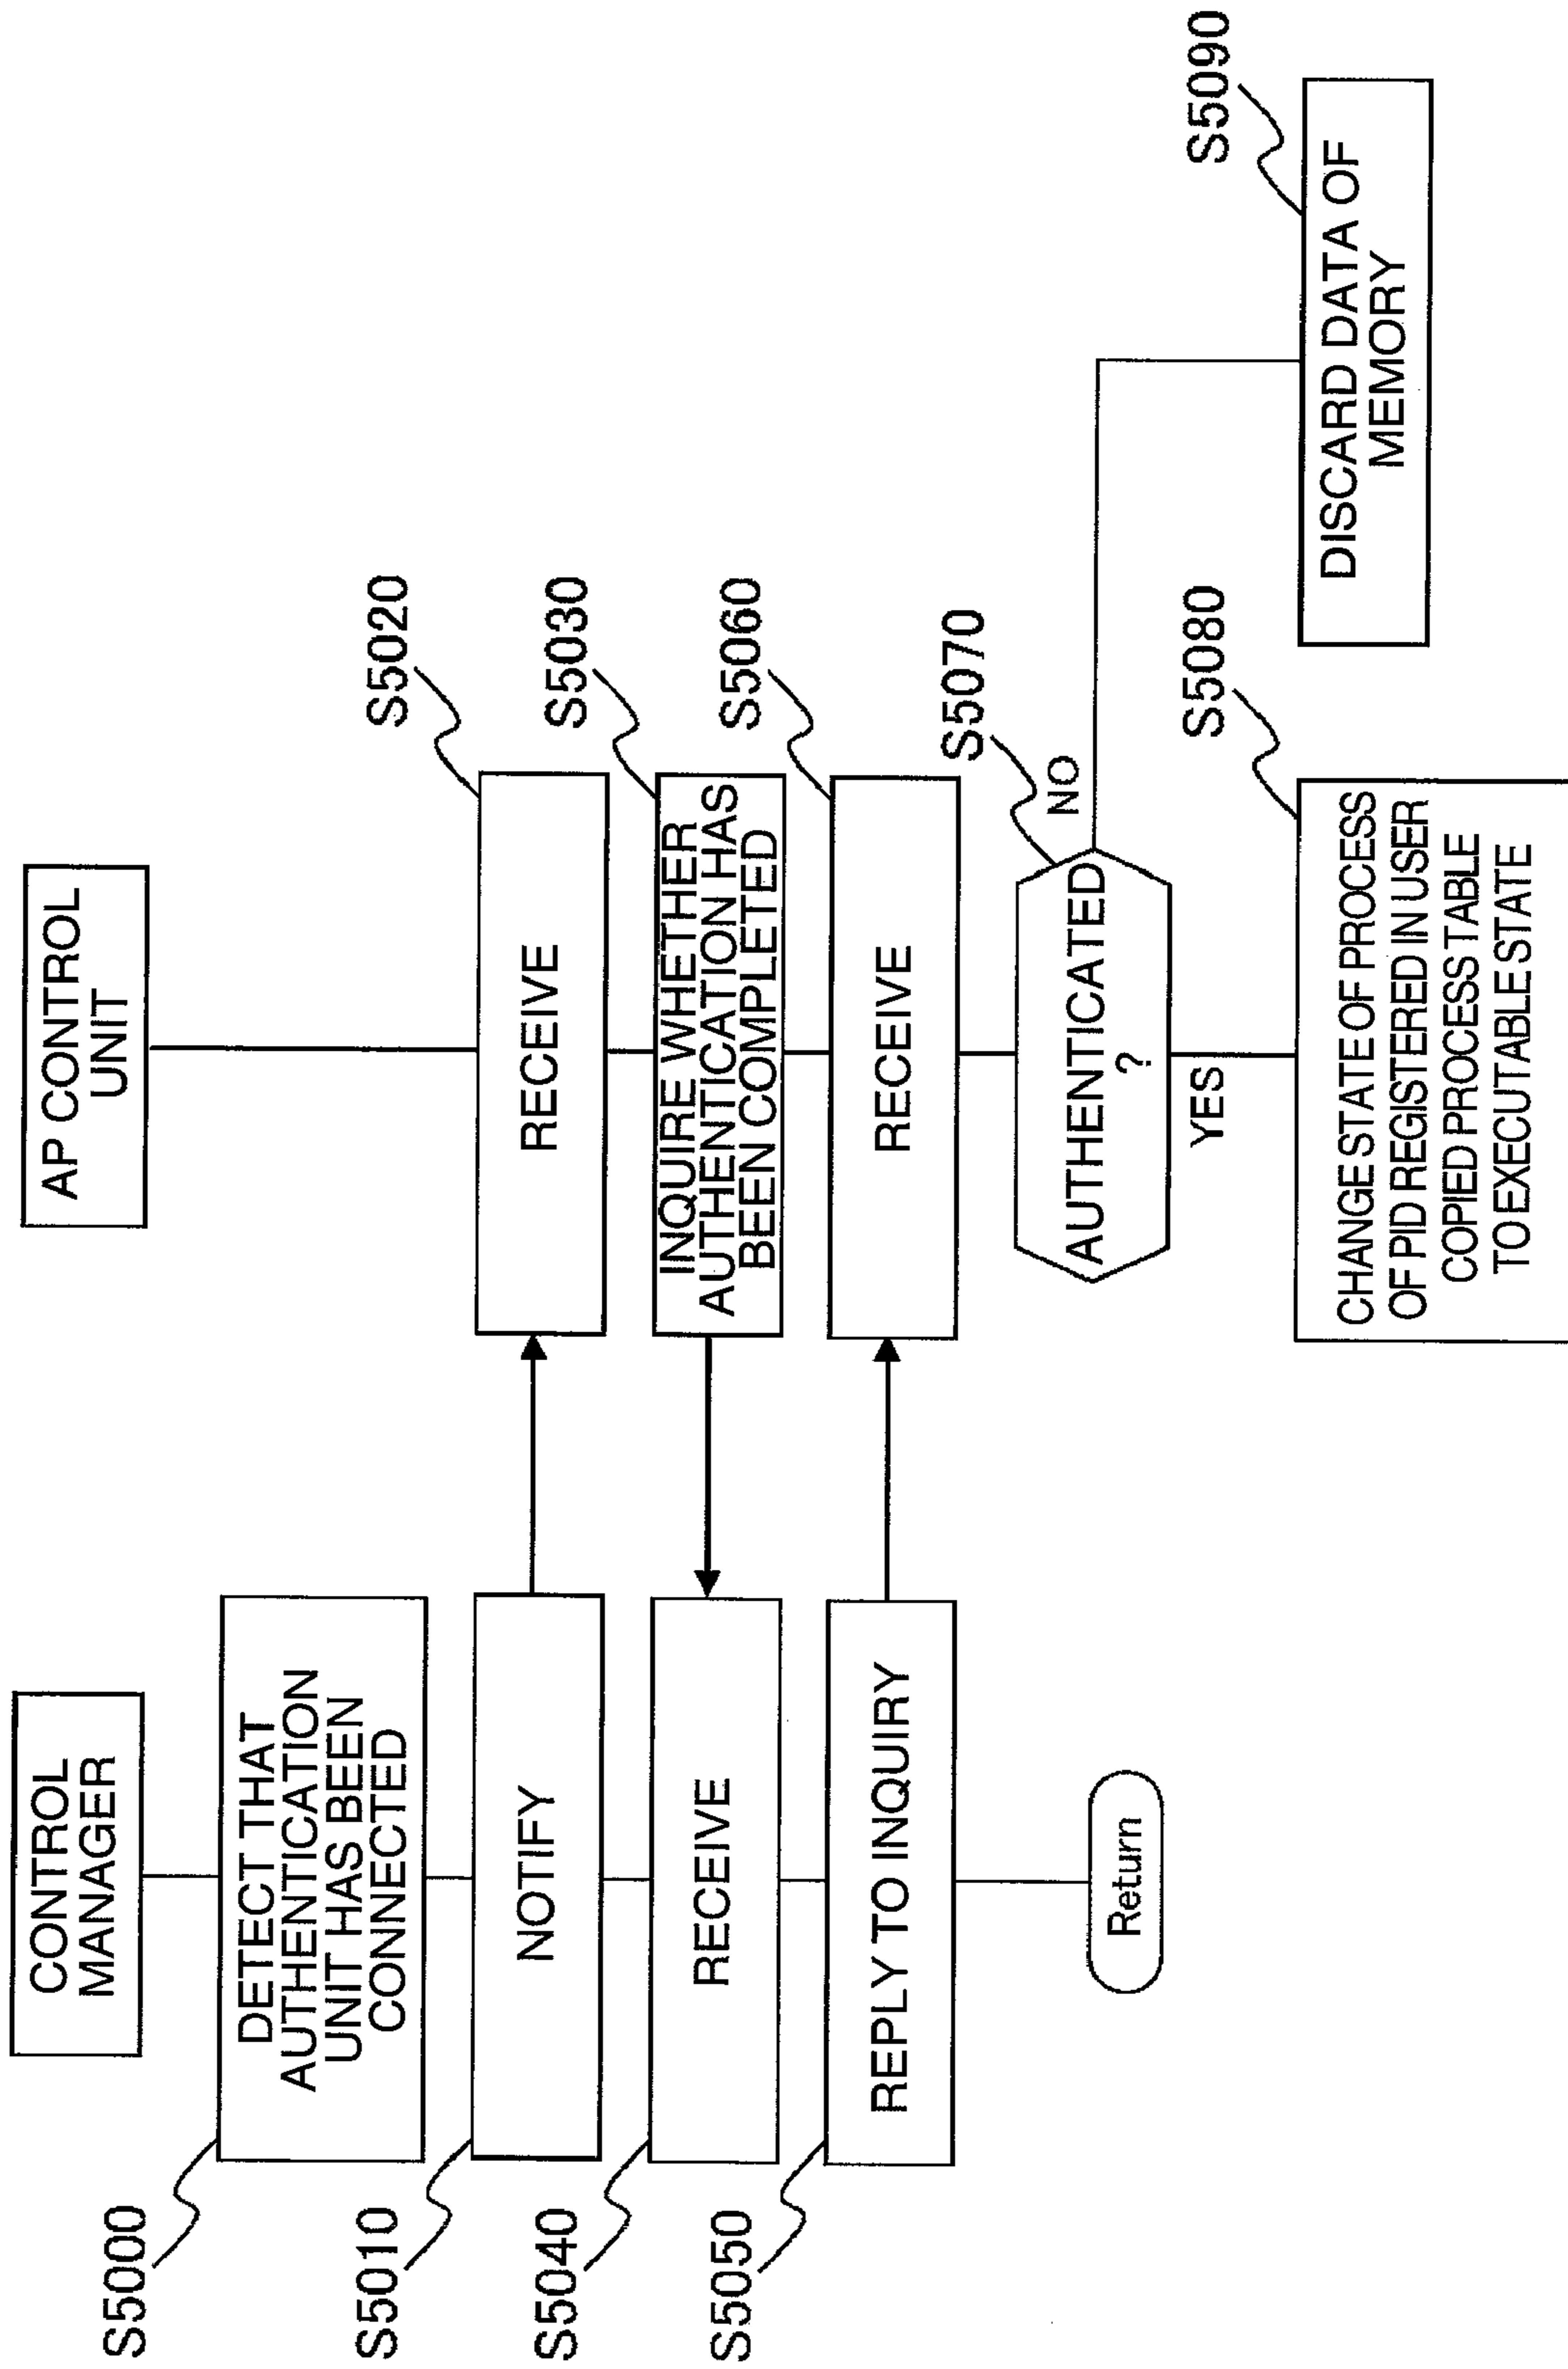 CONTROL
MANAGER
AP CONTROL
UNIT
S5000
DETECT THAT
AUTHENTICATION
UNIT HAS BEEN
CONNECTED
S5010
NOTIFY
S5020
RECEIVE
S5030
INQUIRE WHETHER
AUTHENTICATION HAS
BEEN COMPLETED
S5040
RECEIVE
S5050
REPLY TO INQUIRY
S5060
RECEIVE
Return
S5070
AUTHENTICATED
?
NO
YES
S5080
CHANGE STATE OF PROCESS
OF PID REGISTERED IN USER
COPIED PROCESS TABLE
TO EXECUTABLE STATE
S5090
DISCARD DATA OF
MEMORY